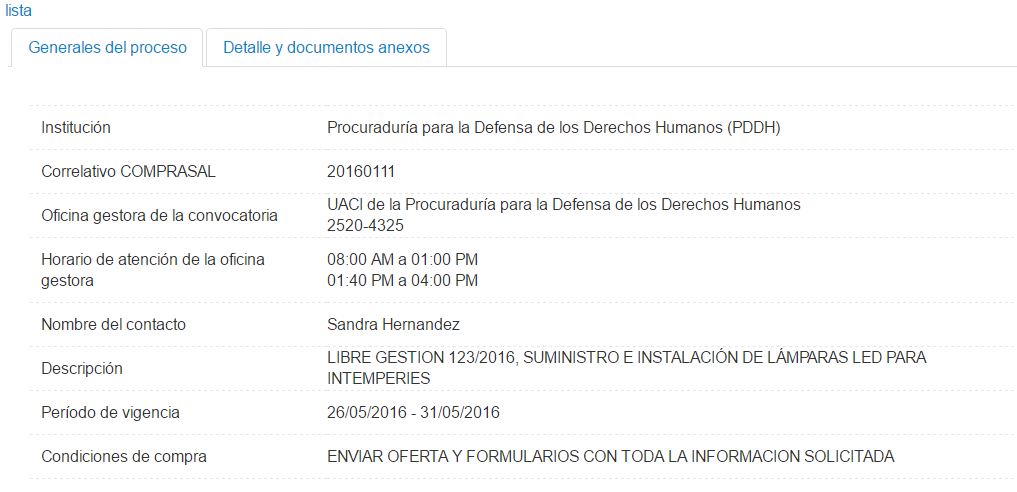 lista
Generales del proceso
Detalle y documentos anexos
Institución
Procuraduría para la Defensa de los Derechos Humanos (PDDH)
Correlativo COMPRASAL
20160111
Oficina gestora de la convocatoria
UACI de la Procuraduría para la Defensa de los Derechos Humanos
2520-4325
Horario de atención de la oficina
gestora
08:00 AM a 01:00 PM
01:40 PM a 04:00 PM
Nombre del contacto
Sandra Hernandez
Descripción
LIBRE GESTION 123/2016, SUMINISTRO E INSTALACIÓN DE LÁMPARAS LED PARA
INTEMPERIES
Período de vigencia
26/05/2016 - 31/05/2016
Condiciones de compra
ENVIAR OFERTA Y FORMULARIOS CON TODA LA INFORMACION SOLICITADA